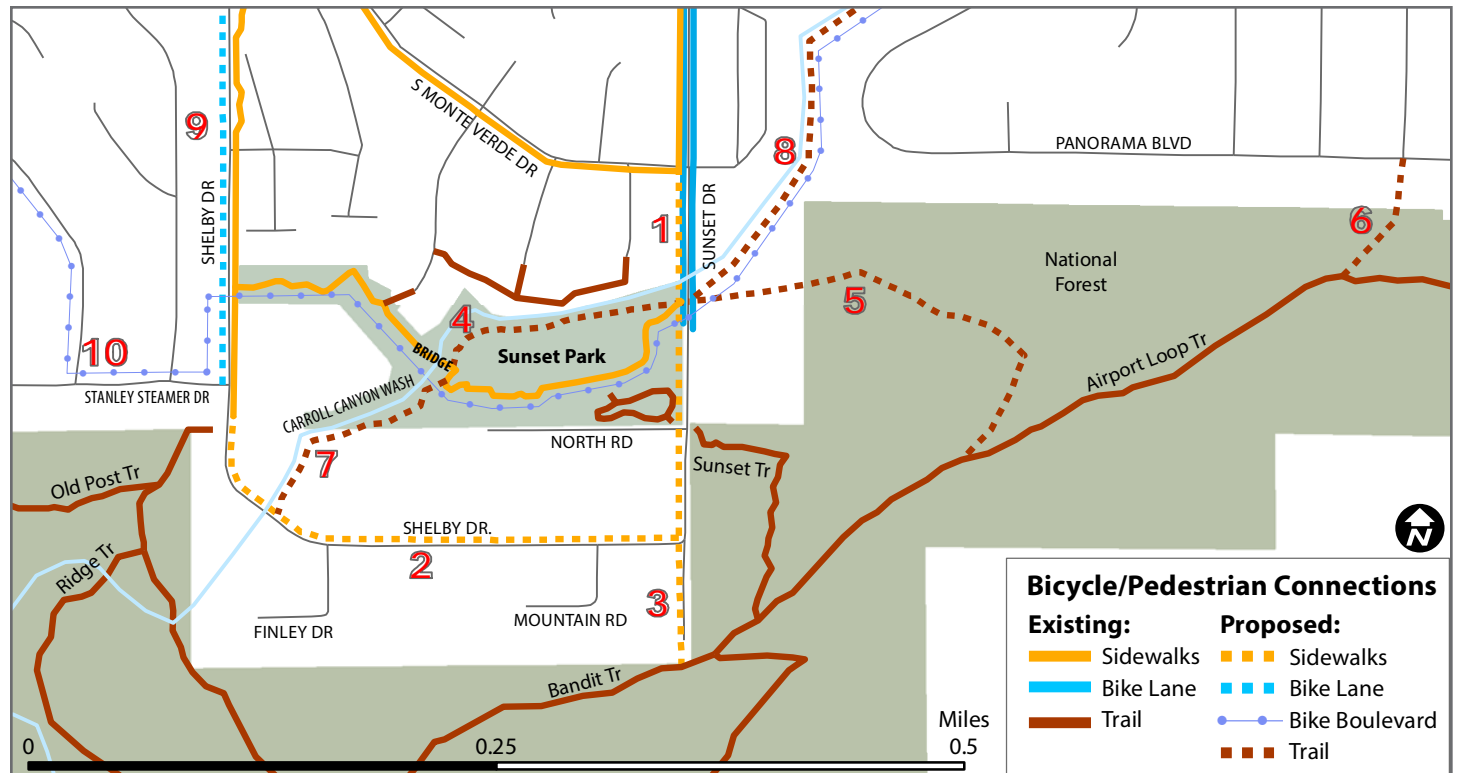 9
S MONTE VERDE DR
8
PANORAMA BLVD
SHELBY DR
1
SUNSET DR
6
National
Forest
5
4
10
BRIDGE
Sunset Park
Airport Loop Tr
STANLEY STEAMER DR
CARROLL CANYON WASH
NORTH RD
Sunset Tr
Old Post Tr
7
SHELBY DR.
2
Ridge Tr
3
FINLEY DR
MOUNTAIN RD
Bandit Tr
N
Bicycle/Pedestrian Connections
Existing:
Sidewalks
Bike Lane
Trail
Proposed:
Sidewalks
Bike Lane
Bike Boulevard
Trail
Miles
0
0.25
0.5